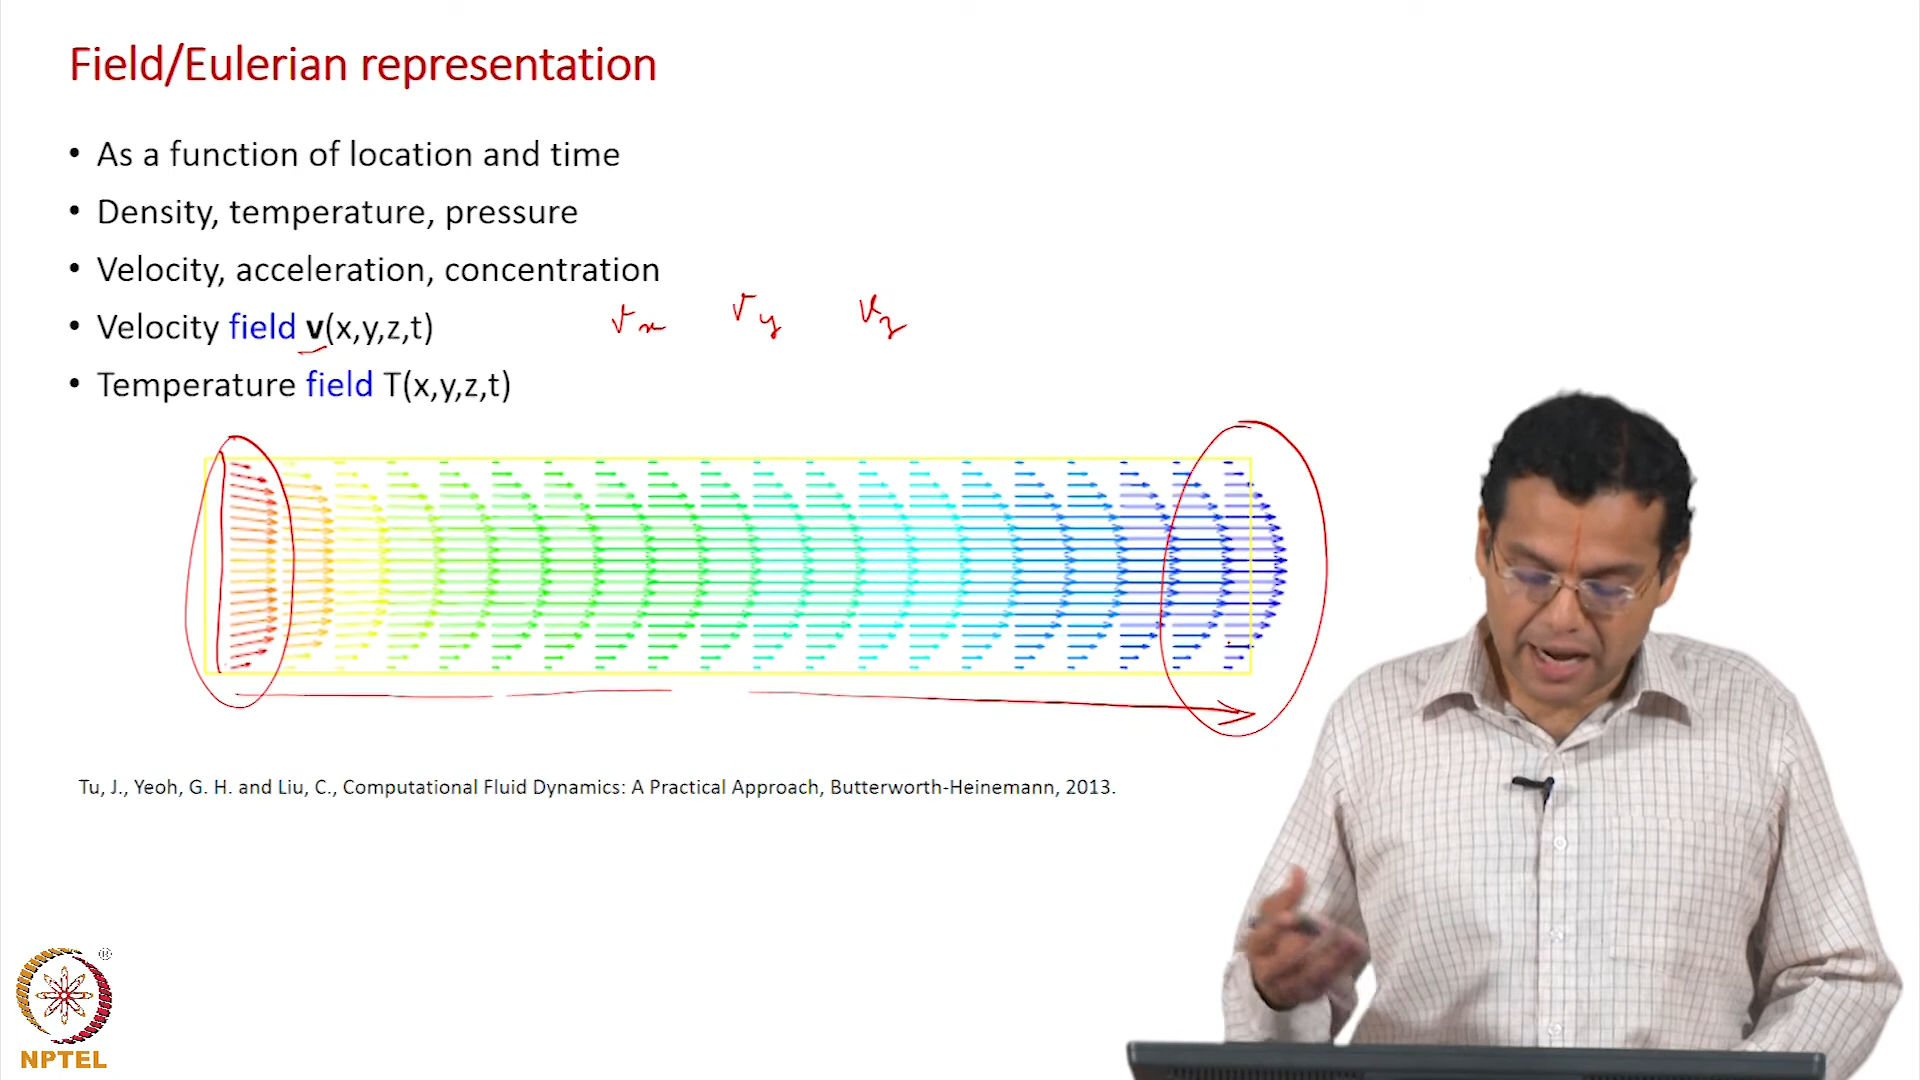 Field/Eulerian representation
• As a function of location and time
• Density, temperature, pressure
• Velocity, acceleration, concentration
• Velocity field v(x,y,z,t)
vx vy vz
• Temperature field T(x,y,z,t)
Tu, J., Yeoh, G. H. and Liu, C., Computational Fluid Dynamics: A Practical Approach, Butterworth-Heinemann, 2013.
®
NPTEL